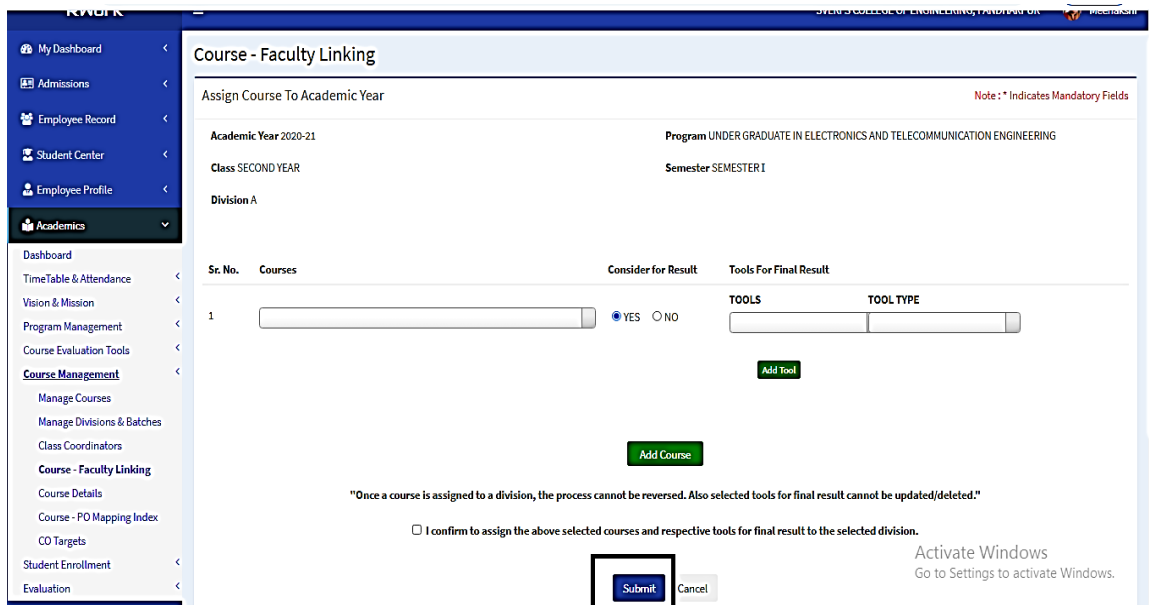 SVERI'S COLLEGE OF ENGINEERING, PANDHARPUR
Meenakshi
My Dashboard
Admissions
Employee Record
Student Center
Employee Profile
Academics
Dashboard
TimeTable & Attendance
Vision & Mission
Program Management
Course Evaluation Tools
Course Management
Manage Courses
Manage Divisions & Batches
Class Coordinators
Course - Faculty Linking
Course Details
Course - PO Mapping Index
CO Targets
Student Enrollment
Evaluation
Course - Faculty Linking
Assign Course To Academic Year
Note : * Indicates Mandatory Fields
Academic Year 2020-21
Program UNDER GRADUATE IN ELECTRONICS AND TELECOMMUNICATION ENGINEERING
Class SECOND YEAR
Semester SEMESTER I
Division A
Sr. No. Courses Consider for Result Tools For Final Result
TOOLS TOOL TYPE
1 YES NO
Add Tool
Add Course
"Once a course is assigned to a division, the process cannot be reversed. Also selected tools for final result cannot be updated/deleted."
I confirm to assign the above selected courses and respective tools for final result to the selected division.
Submit Cancel
Activate Windows
Go to Settings to activate Windows.